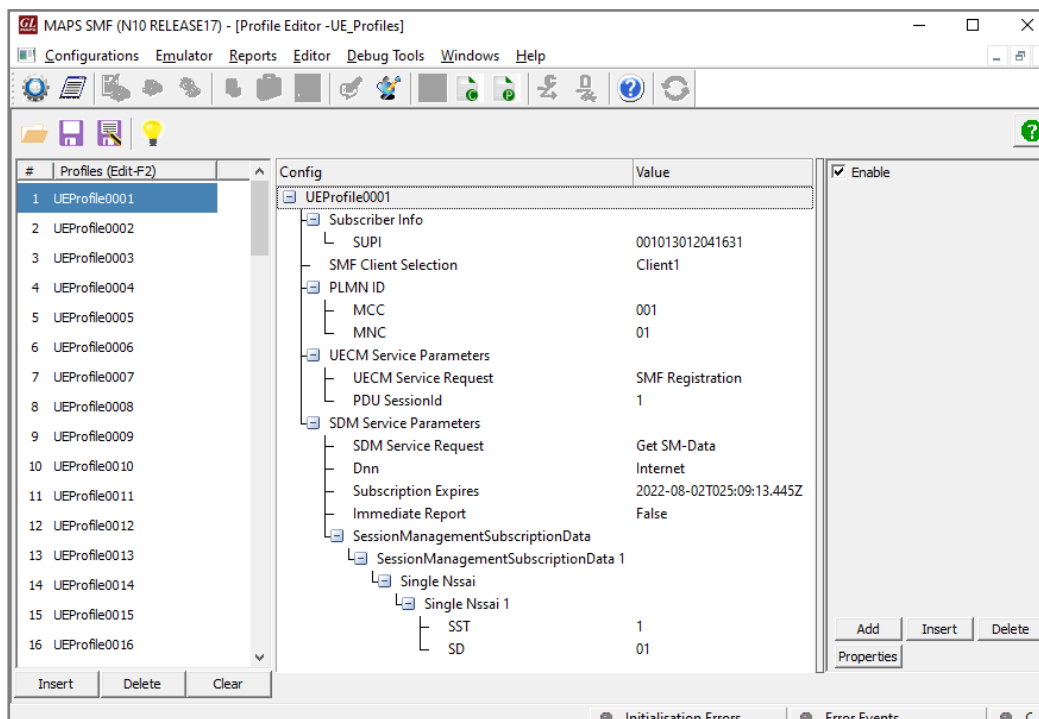 GL MAPS MAPS SMF (N10 RELEASE17) - [Profile Editor -UE_Profiles]
Configurations Emulator Reports Editor Debug Tools Windows Help
# Profiles (Edit-F2)
1 UEProfile0001
2 UEProfile0002
3 UEProfile0003
4 UEProfile0004
5 UEProfile0005
6 UEProfile0006
7 UEProfile0007
8 UEProfile0008
9 UEProfile0009
10 UEProfile0010
11 UEProfile0011
12 UEProfile0012
13 UEProfile0013
14 UEProfile0014
15 UEProfile0015
16 UEProfile0016
Insert Delete Clear
Config Value
UEProfile0001
Subscriber Info
SUPI 001013012041631
SMF Client Selection Client1
PLMN ID
MCC 001
MNC 01
UECM Service Parameters
UECM Service Request SMF Registration
PDU SessionId 1
SDM Service Parameters
SDM Service Request Get SM-Data
Dnn Internet
Subscription Expires 2022-08-02T025:09:13.445Z
Immediate Report False
SessionManagementSubscriptionData
SessionManagementSubscriptionData 1
Single Nssai
Single Nssai 1
SST 1
SD 01
Enable
Add Insert Delete
Properties
Initialisation Errors Error Events C